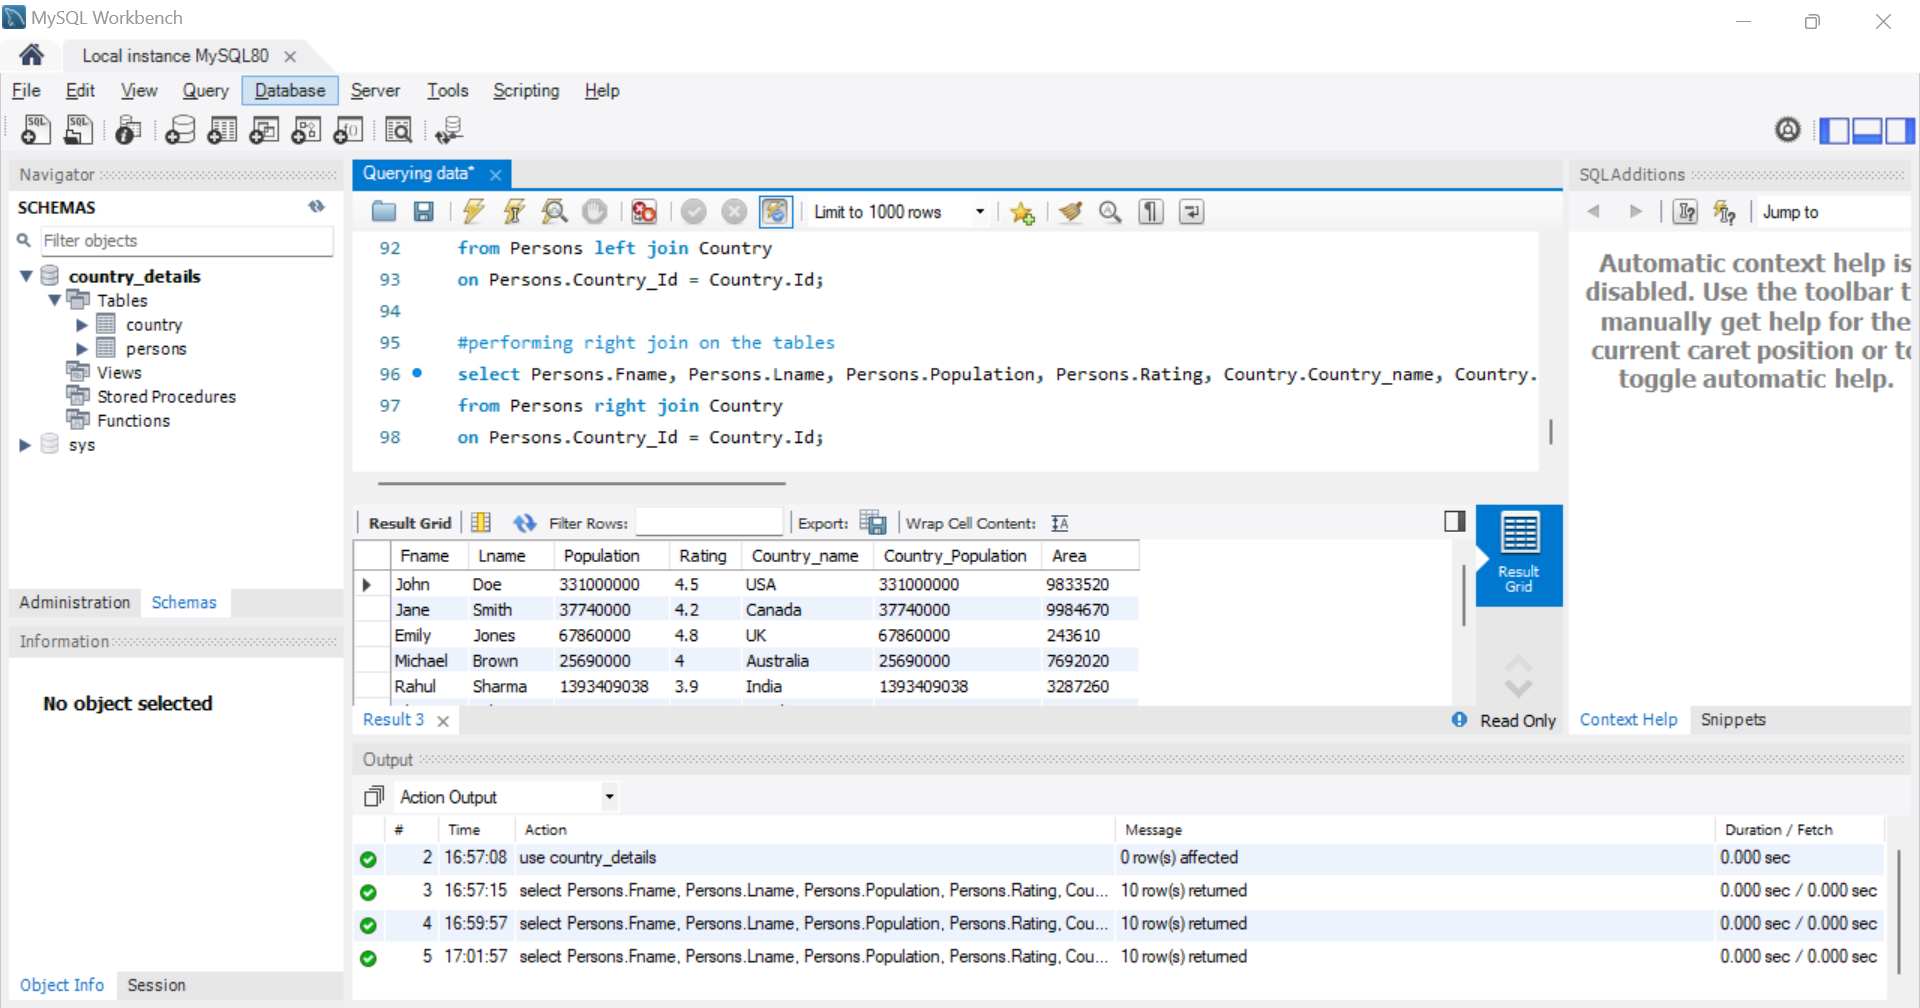 MySQL Workbench
Local instance MySQL80
File Edit View Query Database Server Tools Scripting Help
Navigator
SCHEMAS
Filter objects
country_details
Tables
country
persons
Views
Stored Procedures
Functions
sys
Administration Schemas
Information
No object selected
Object Info Session
Querying data*
Limit to 1000 rows
92 from Persons left join Country
93 on Persons.Country_Id = Country.Id;
94
95 #performing right join on the tables
96 select Persons.Fname, Persons.Lname, Persons.Population, Persons.Rating, Country.Country_name, Country.
97 from Persons right join Country
98 on Persons.Country_Id = Country.Id;
Result Grid Filter Rows: Export: Wrap Cell Content:
Fname Lname Population Rating Country_name Country_Population Area
John Doe 331000000 4.5 USA 331000000 9833520
Jane Smith 37740000 4.2 Canada 37740000 9984670
Emily Jones 67860000 4.8 UK 67860000 243610
Michael Brown 25690000 4 Australia 25690000 7692020
Rahul Sharma 1393409038 3.9 India 1393409038 3287260
Result
Grid
Result 3
Read Only
SQLAdditions
Jump to
Automatic context help is
disabled. Use the toolbar t
manually get help for the
current caret position or to
toggle automatic help.
Context Help Snippets
Output
Action Output
# Time Action Message Duration / Fetch
2 16:57:08 use country_details 0 row(s) affected 0.000 sec
3 16:57:15 select Persons.Fname, Persons.Lname, Persons.Population, Persons.Rating, Cou... 10 row(s) returned 0.000 sec / 0.000 sec
4 16:59:57 select Persons.Fname, Persons.Lname, Persons.Population, Persons.Rating, Cou... 10 row(s) returned 0.000 sec / 0.000 sec
5 17:01:57 select Persons.Fname, Persons.Lname, Persons.Population, Persons.Rating, Cou... 10 row(s) returned 0.000 sec / 0.000 sec